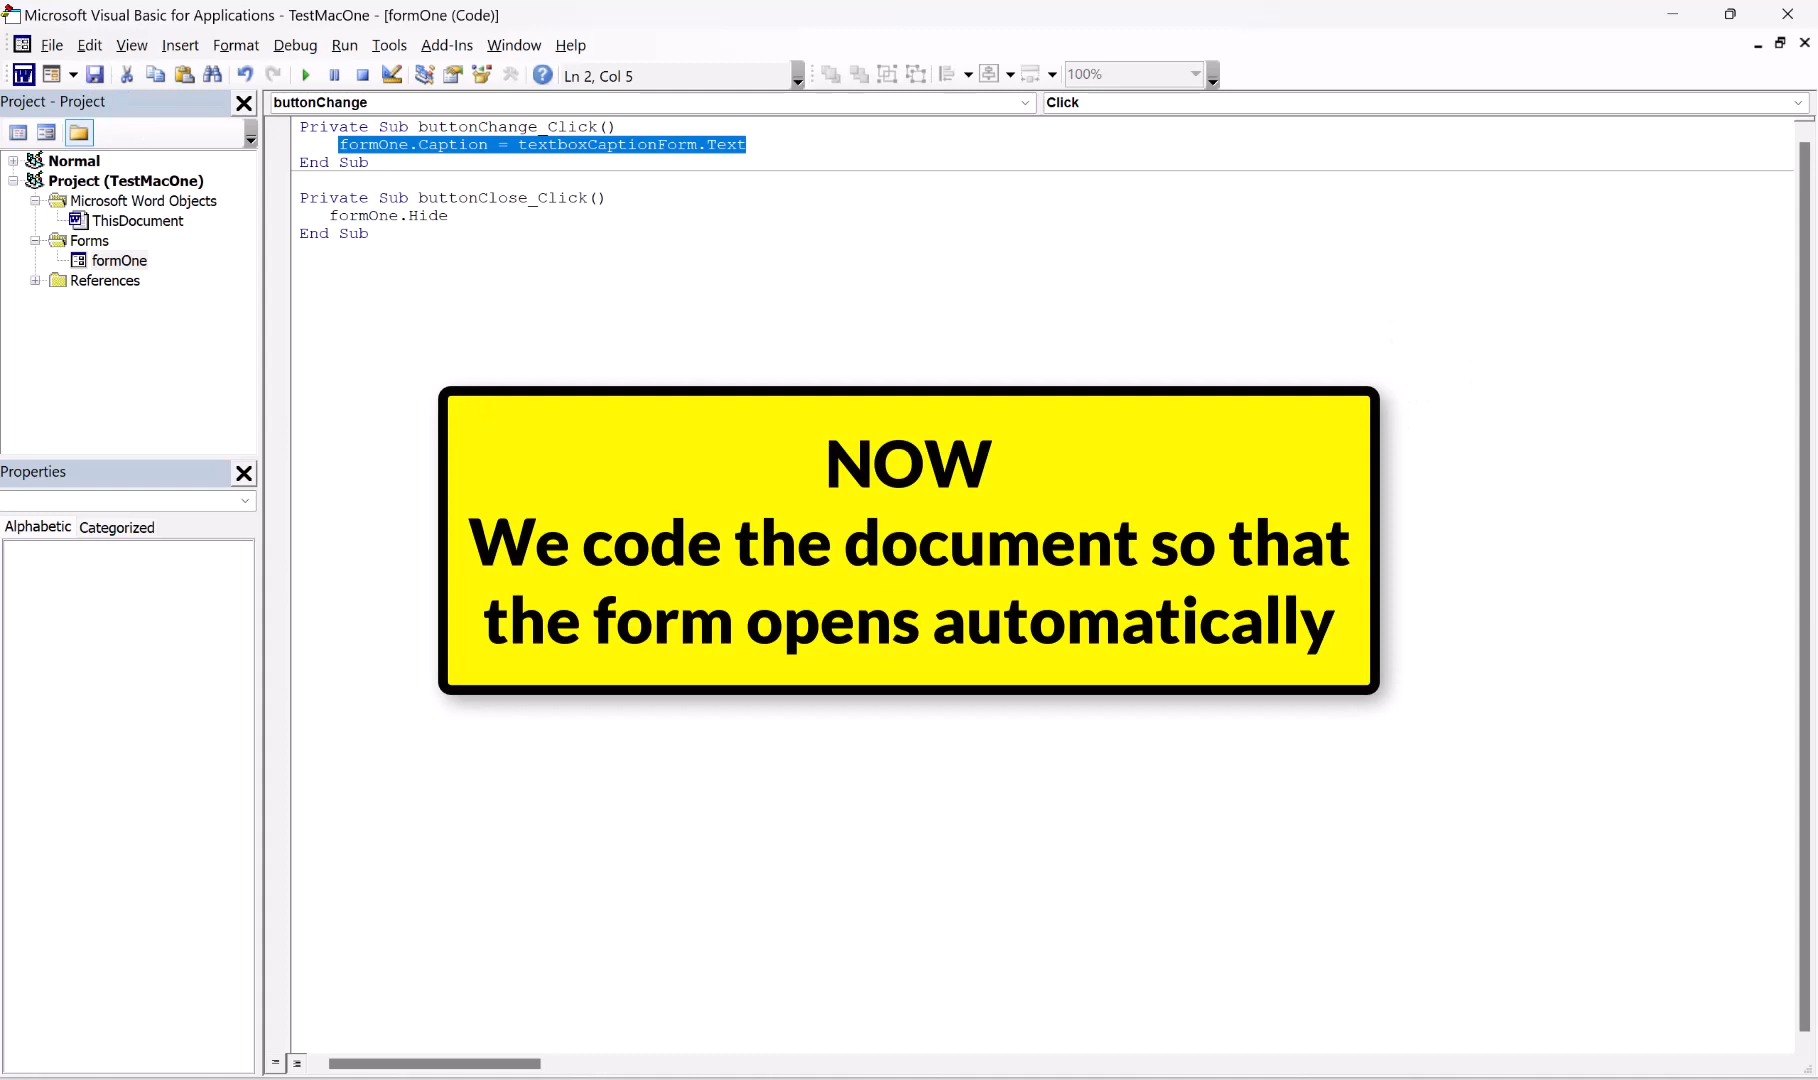 Microsoft Visual Basic for Applications - TestMacOne - [formOne (Code)]
File Edit View Insert Format Debug Run Tools Add-Ins Window Help
Ln 2, Col 5
100%
Project - Project
buttonChange
Click
Normal
Project (TestMacOne)
Microsoft Word Objects
ThisDocument
Forms
formOne
References
Private Sub buttonChange_Click()
formOne.Caption = textboxCaptionForm.Text
End Sub
Private Sub buttonClose_Click()
formOne.Hide
End Sub
NOW
We code the document so that
the form opens automatically
Properties
Alphabetic Categorized